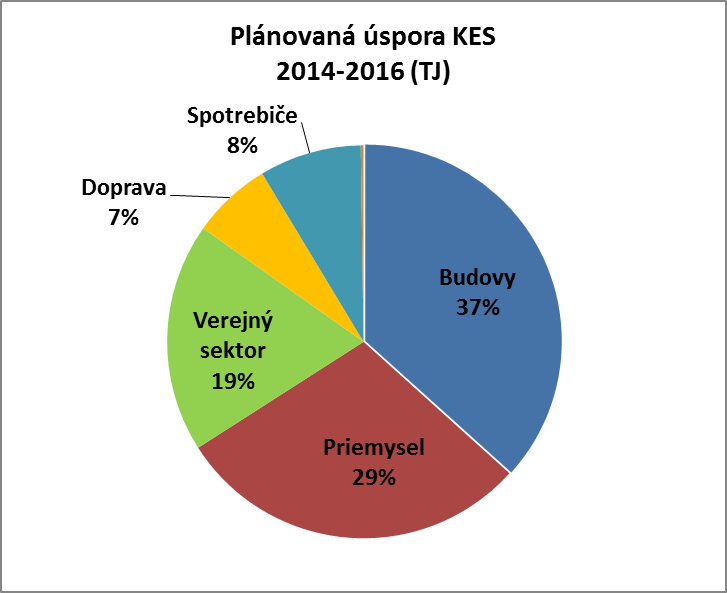 Plánovaná úspora KES
2014-2016 (TJ)
Spotrebiče
8%
Doprava
7%
Budovy
37%
Verejný
sektor
19%
Priemysel
29%